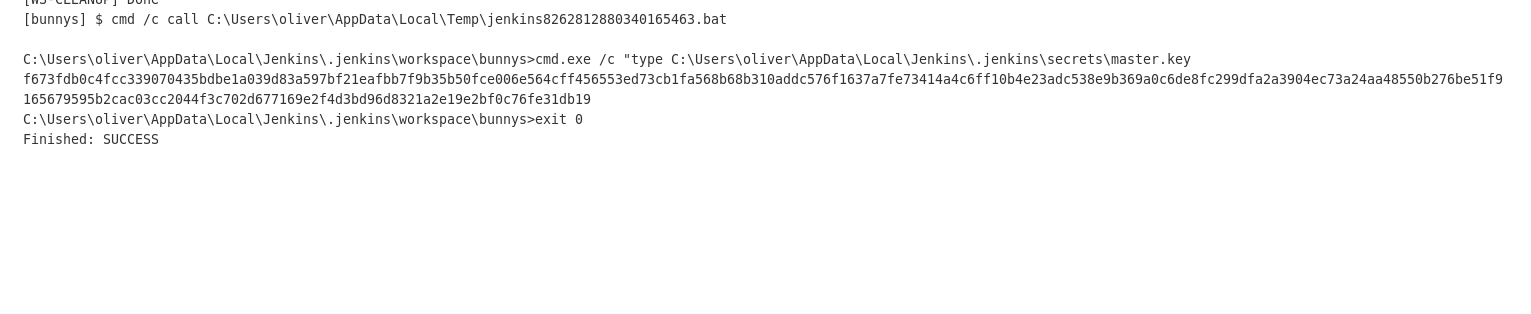 [WS-CLEANUP] Done
[bunnys] $ cmd /c call C:\Users\oliver\AppData\Local\Temp\jenkins8262812880340165463.bat
C:\Users\oliver\AppData\Local\Jenkins\.jenkins\workspace\bunnys>cmd.exe /c "type C:\Users\oliver\AppData\Local\Jenkins\.jenkins\secrets\master.key
f673fdb0c4fcc339070435bdbe1a039d83a597bf21eafbb7f9b35b50fce006e564cff456553ed73cb1fa568b68b310addc576f1637a7fe73414a4c6ff10b4e23adc538e9b369a0c6de8fc299dfa2a3904ec73a24aa48550b276be51f9
165679595b2cac03cc2044f3c702d677169e2f4d3bd96d8321a2e19e2bf0c76fe31db19
C:\Users\oliver\AppData\Local\Jenkins\.jenkins\workspace\bunnys>exit 0
Finished: SUCCESS